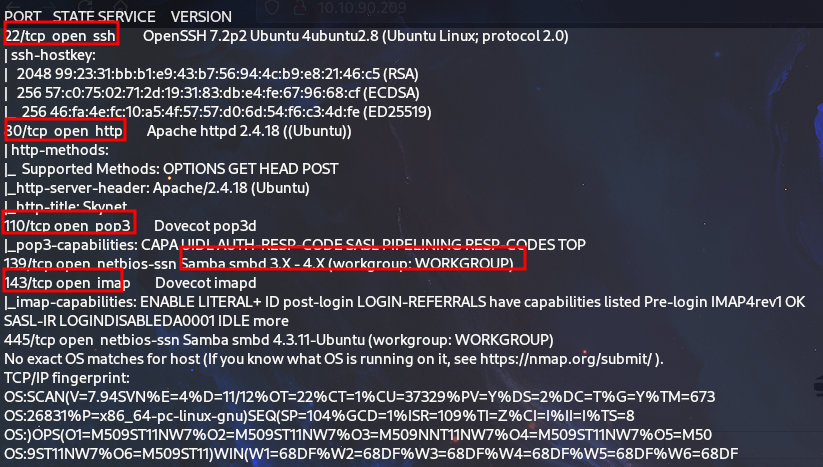 10.10.90.209
PORT STATE SERVICE VERSION
22/tcp open ssh OpenSSH 7.2p2 Ubuntu 4ubuntu2.8 (Ubuntu Linux; protocol 2.0)
| ssh-hostkey:
| 2048 99:23:31:bb:b1:e9:43:b7:56:94:4c:b9:e8:21:46:c5 (RSA)
| 256 57:c0:75:02:71:2d:19:31:83:db:e4:fe:67:96:68:cf (ECDSA)
|_ 256 46:fa:4e:fc:10:a5:4f:57:57:d0:6d:54:f6:c3:4d:fe (ED25519)
80/tcp open http Apache httpd 2.4.18 ((Ubuntu))
| http-methods:
|_ Supported Methods: OPTIONS GET HEAD POST
|_http-server-header: Apache/2.4.18 (Ubuntu)
|_http-title: Skynet
110/tcp open pop3 Dovecot pop3d
|_pop3-capabilities: CAPA UIDL AUTH-RESP-CODE SASL PIPELINING RESP-CODES TOP
139/tcp open netbios-ssn Samba smbd 3.X - 4.X (workgroup: WORKGROUP)
143/tcp open imap Dovecot imapd
|_imap-capabilities: ENABLE LITERAL+ ID post-login LOGIN-REFERRALS have capabilities listed Pre-login IMAP4rev1 OK
SASL-IR LOGINDISABLEDA0001 IDLE more
445/tcp open netbios-ssn Samba smbd 4.3.11-Ubuntu (workgroup: WORKGROUP)
No exact OS matches for host (If you know what OS is running on it, see https://nmap.org/submit/ ).
TCP/IP fingerprint:
OS:SCAN(V=7.94SVN%E=4%D=11/12%OT=22%CT=1%CU=37329%PV=Y%DS=2%DC=T%G=Y%TM=673
OS:26831%P=x86_64-pc-linux-gnu)SEQ(SP=104%GCD=1%ISR=109%TI=Z%CI=I%II=I%TS=8
OS:)OPS(O1=M509ST11NW7%O2=M509ST11NW7%O3=M509NNT11NW7%O4=M509ST11NW7%O5=M50
OS:9ST11NW7%O6=M509ST11)WIN(W1=68DF%W2=68DF%W3=68DF%W4=68DF%W5=68DF%W6=68DF